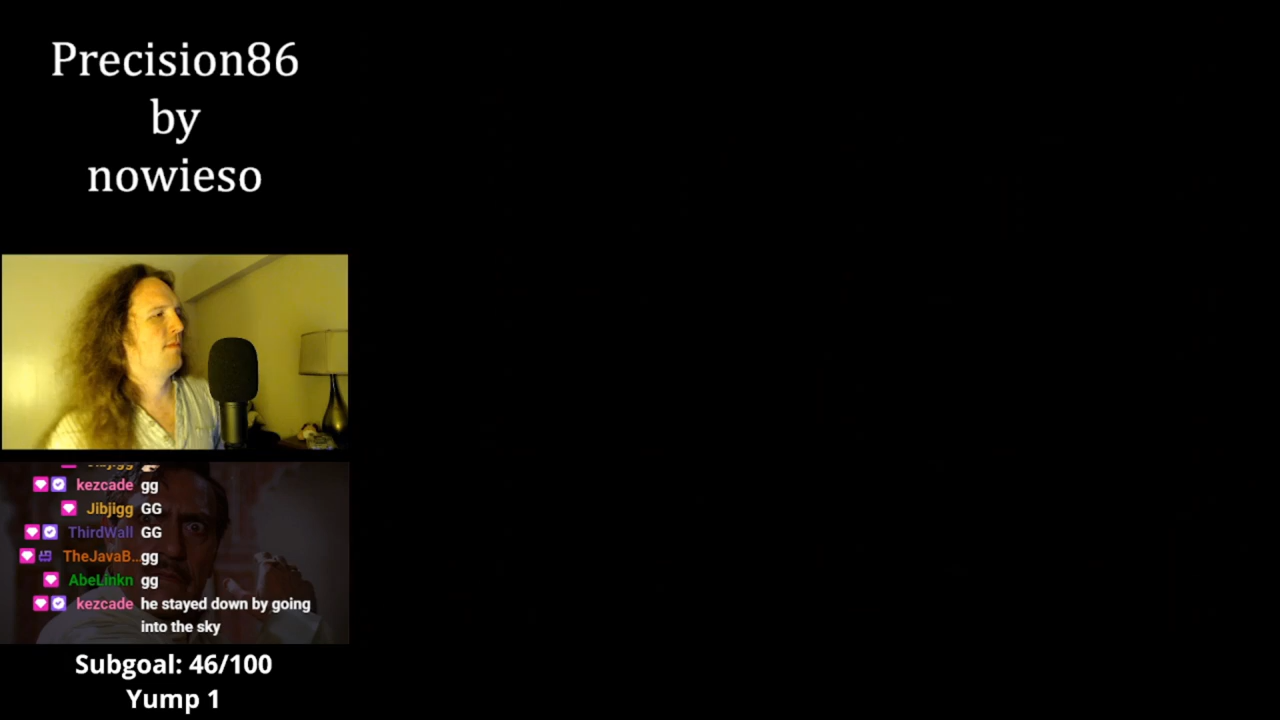 Precision86
by
nowieso
kezcade gg
Jibjigg GG
ThirdWall GG
TheJavaB... gg
AbeLinkn gg
kezcade he stayed down by going
into the sky
Subgoal: 46/100
Yump 1